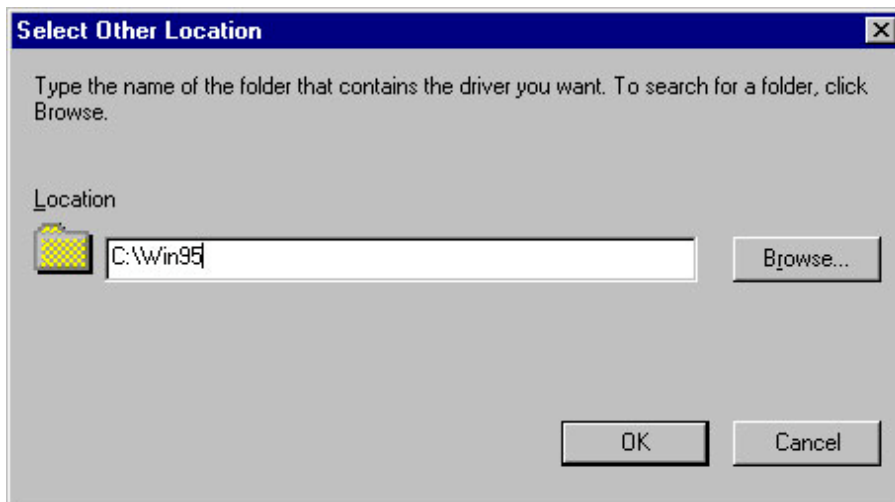 Select Other Location
Type the name of the folder that contains the driver you want. To search for a folder, click
Browse.
Location
C:\Win95
Browse...
OK
Cancel